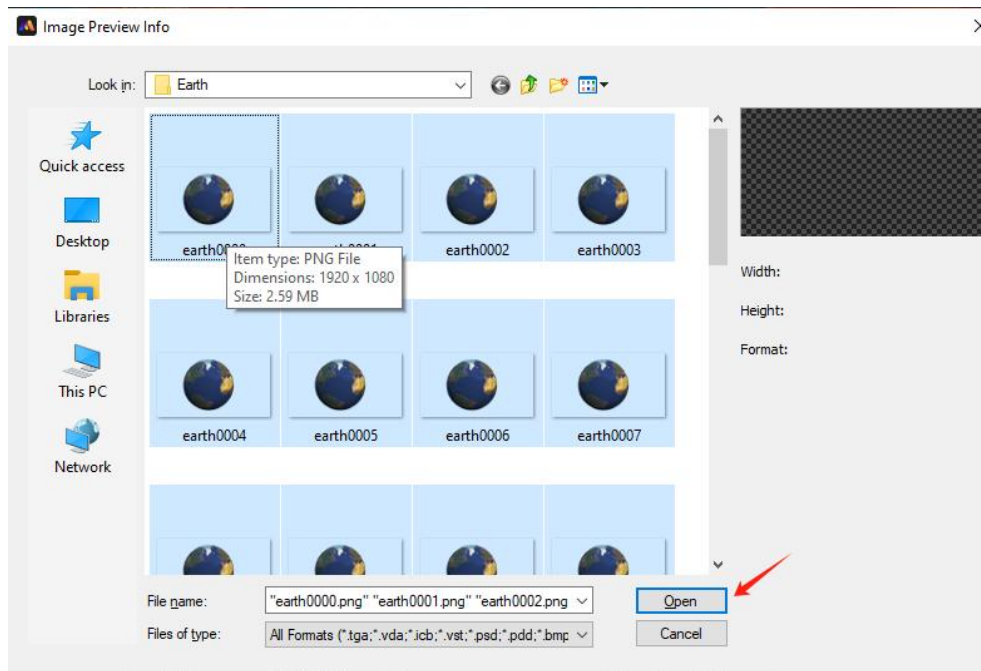 Image Preview Info
Look in: Earth
Quick access
Desktop
Libraries
This PC
Network
earth0002 earth0003
Item type: PNG File
Dimensions: 1920 x 1080
Size: 2.59 MB
earth0004 earth0005 earth0006 earth0007
Width:
Height:
Format:
File name: "earth0000.png" "earth0001.png" "earth0002.png
Open
Files of type: All Formats (*.tga;*.vda;*.icb;*.vst;*.psd;*.pdd;*.bmp
Cancel